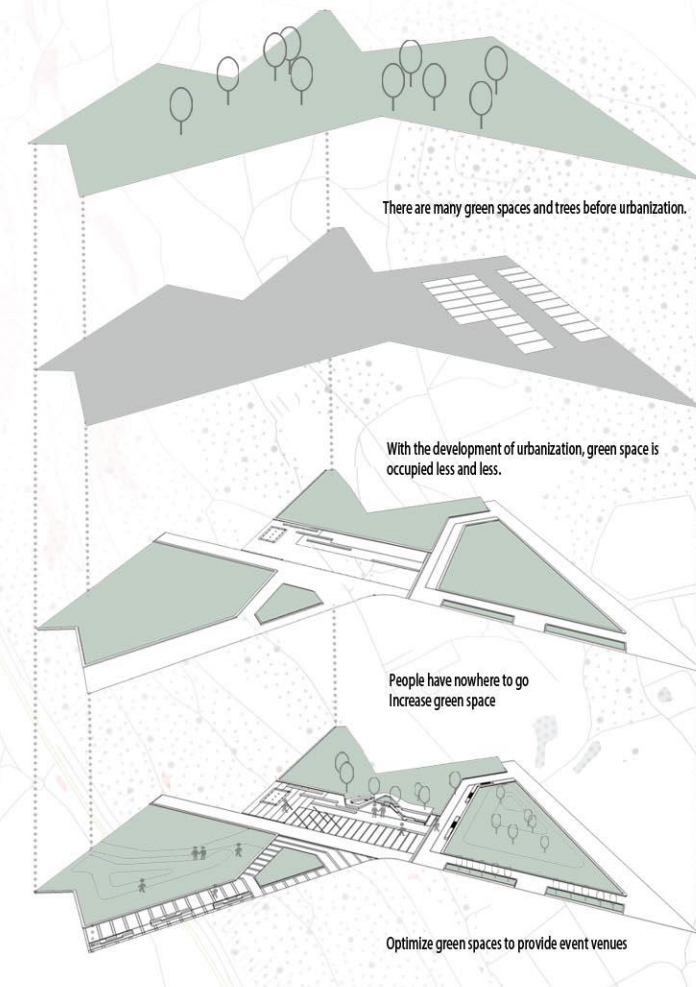 There are many green spaces and trees before urbanization.
With the development of urbanization, green space is
occupied less and less.
People have nowhere to go
Increase green space
Optimize green spaces to provide event venues